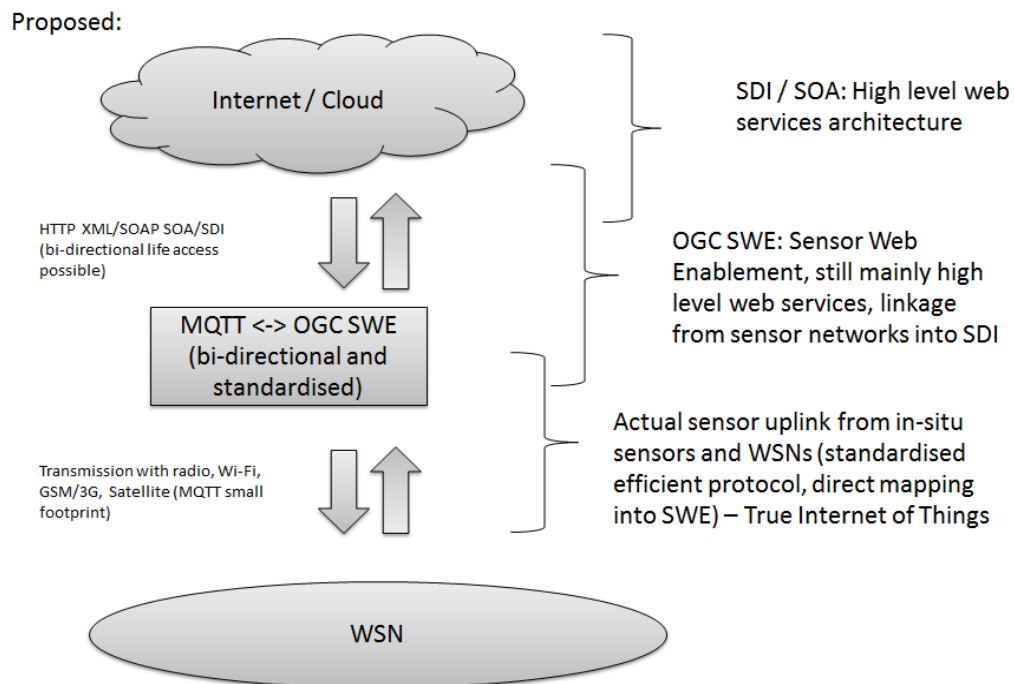 Proposed:
Internet / Cloud
SDI / SOA: High level web
services architecture
HTTP XML/SOAP SOA/SDI
(bi-directional life access
possible)
OGC SWE: Sensor Web
Enablement, still mainly high
level web services, linkage
from sensor networks into SDI
MQTT <-> OGC SWE
(bi-directional and
standardised)
Actual sensor uplink from in-situ
sensors and WSNs (standardised
efficient protocol, direct mapping
into SWE) – True Internet of Things
Transmission with radio, Wi-Fi,
GSM/3G, Satellite (MQTT small
footprint)
WSN